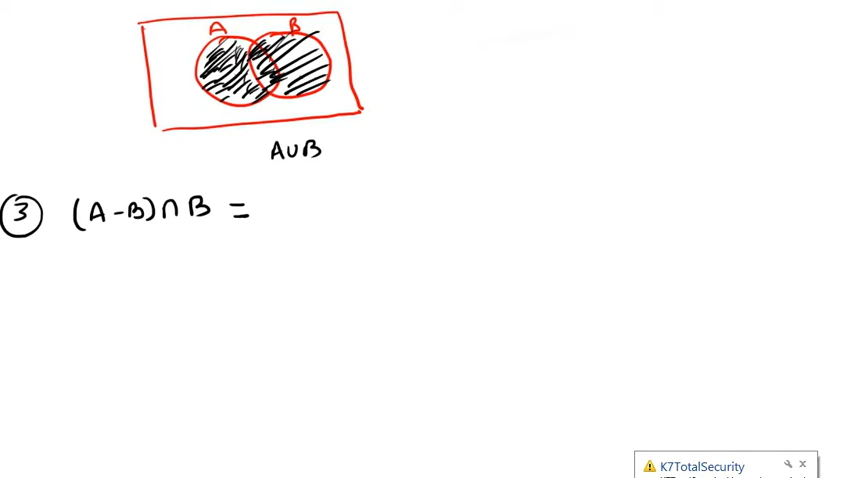 A B
A∪B
③ (A-B)∩B =
K7TotalSecurity